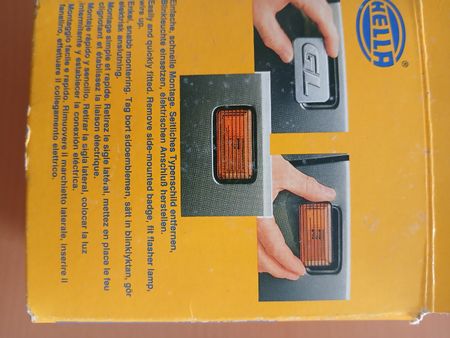 HELLA
GL
Einfache, schnelle Montage. Seitliches Typenschild entfernen,
Blinkleuchte einsetzen, elektrischen Anschluß herstellen.
Easily and quickly fitted. Remove side-mounted badge, fit flasher lamp,
wire up.
Enkel, snabb montering. Tag bort sidoemblemen, sätt in blinklyktan, gör
elektrisk anslutning.
Montage simple et rapide. Retirez le sigle latéral, mettez en place le feu
clignotant et établissez la liaison électrique.
Montaje rápido y sencillo. Retirar la sigla lateral, colocar la luz
intermitente y establecer la conexión eléctrica.
Montaggio facile e rapido. Rimuovere il marchietto laterale, inserire il
fanalino, effettuare il collegamento elettrico.